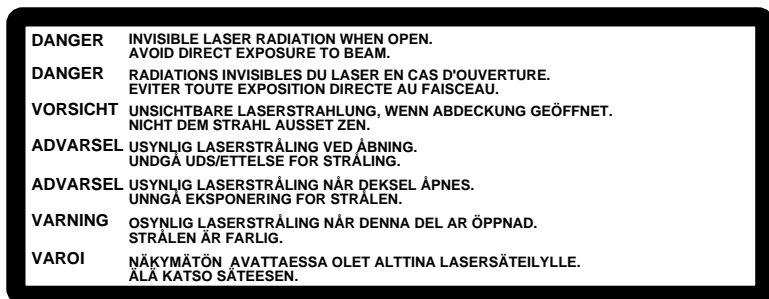 DANGER INVISIBLE LASER RADIATION WHEN OPEN.
AVOID DIRECT EXPOSURE TO BEAM.
DANGER RADIATIONS INVISIBLES DU LASER EN CAS D'OUVERTURE.
EVITER TOUTE EXPOSITION DIRECTE AU FAISCEAU.
VORSICHT UNSICHTBARE LASERSTRAHLUNG, WENN ABDECKUNG GEÖFFNET.
NICHT DEM STRAHL AUSSET ZEN.
ADVARSEL USYNLIG LASERSTRÅLING VED ÅBNING.
UNDGÅ UDS/ETTELSE FOR STRÅLING.
ADVARSEL USYNLIG LASERSTRÅLING NÅR DEKSEL ÅPNES.
UNNGÅ EKSPONERING FOR STRÅLEN.
VARNING OSYNLIG LASERSTRÅLING NÅR DENNA DEL AR ÖPPNAD.
STRÅLEN ÄR FARLIG.
VAROI NÄKYMÄTÖN AVATTAESSA OLET ALTTINA LASERSÄTEILYLLE.
ÄLÄ KATSO SÄTEESEN.